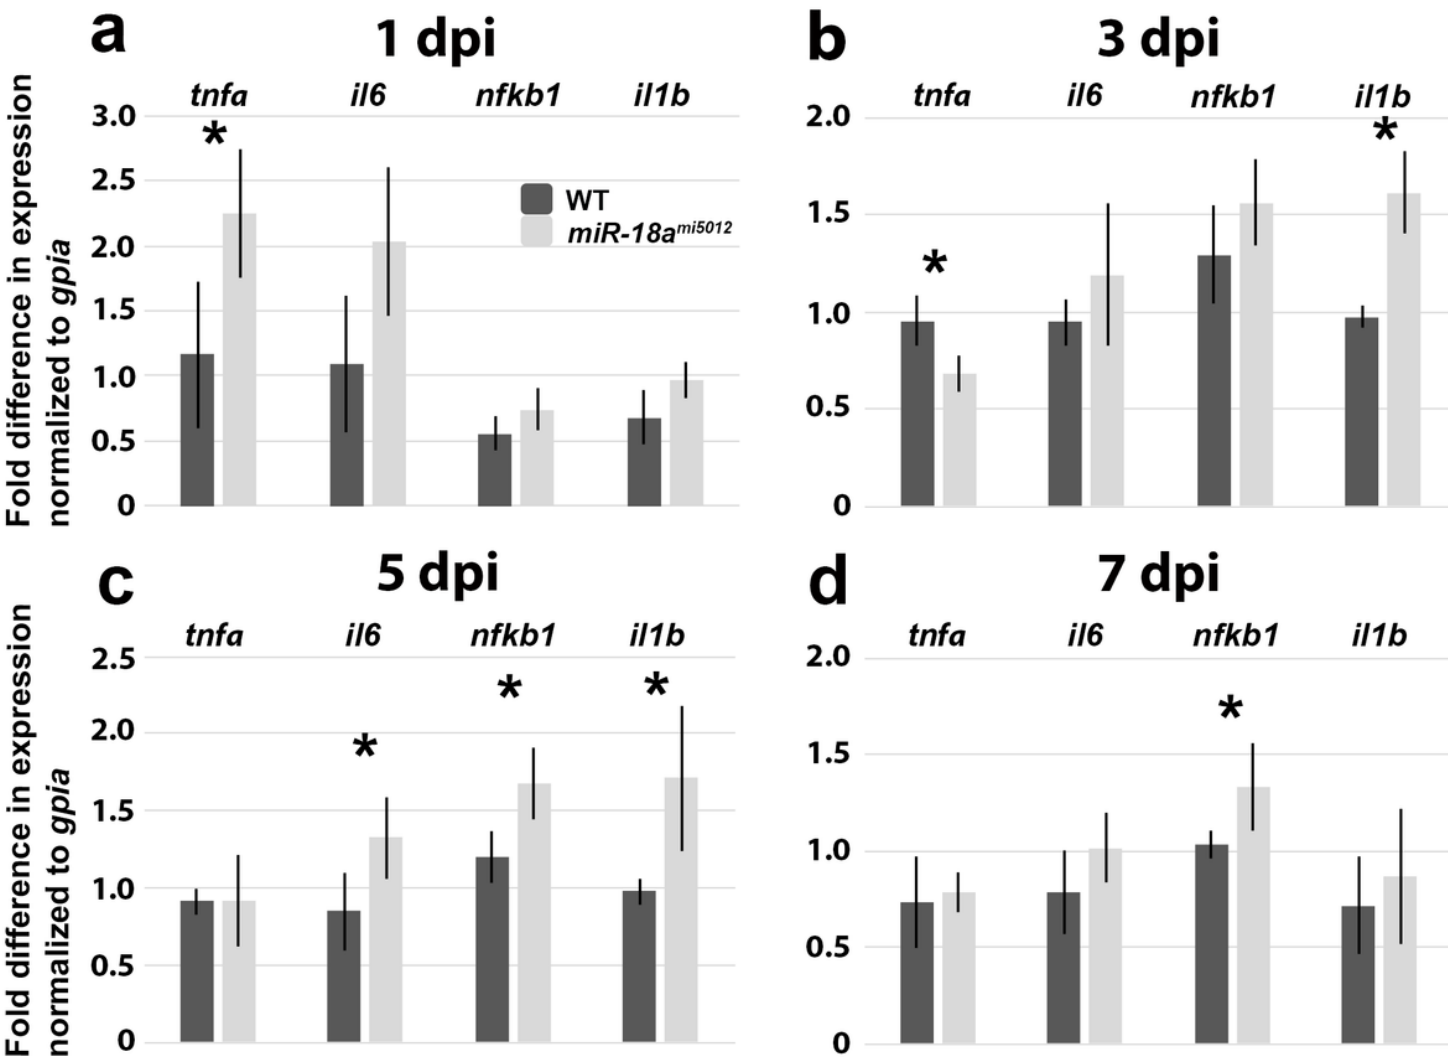 a 1 dpi
tnfa il6 nfkb1 il1b
Fold difference in expression
normalized to gpia
3.0
2.5
2.0
1.5
1.0
0.5
0
*
WT
miR-18a^mi5012
b 3 dpi
tnfa il6 nfkb1 il1b
2.0
1.5
1.0
0.5
0
* *
c 5 dpi
tnfa il6 nfkb1 il1b
Fold difference in expression
normalized to gpia
2.5
2.0
1.5
1.0
0.5
0
* * *
d 7 dpi
tnfa il6 nfkb1 il1b
2.0
1.5
1.0
0.5
0
*